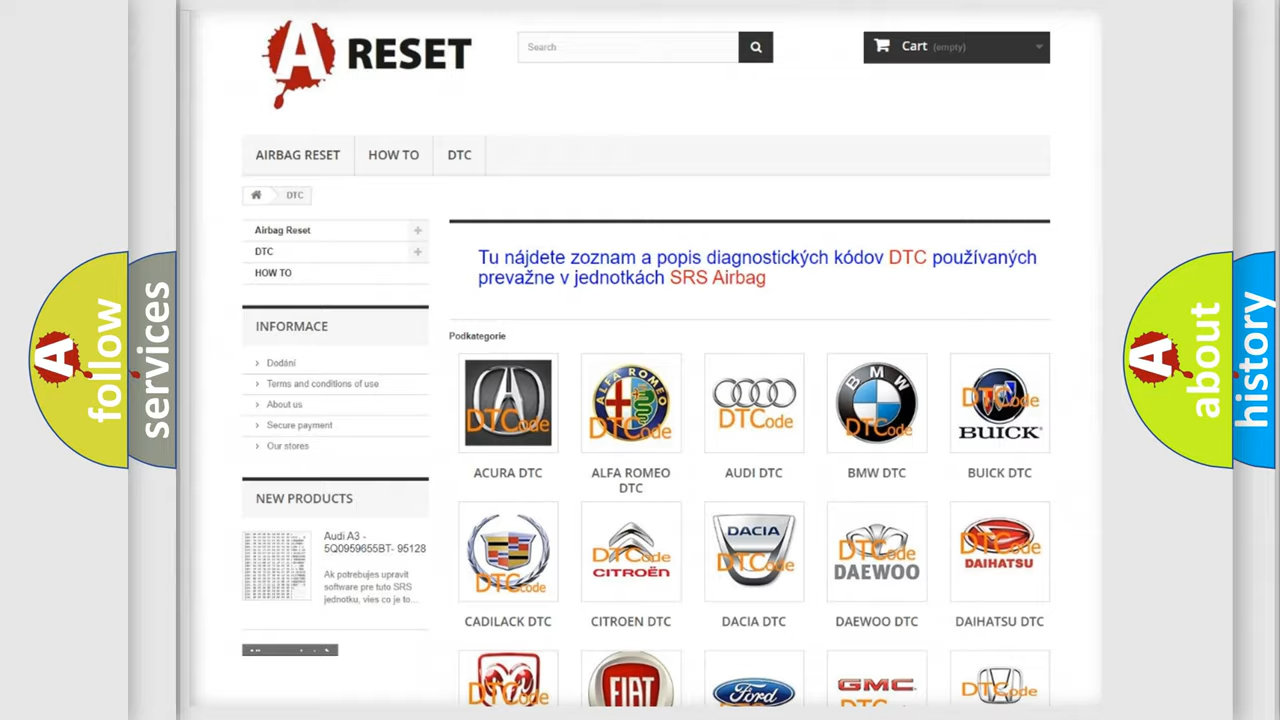 A RESET
Search
Cart (empty)
AIRBAG RESET
HOW TO
DTC
DTC
Airbag Reset
DTC
HOW TO
INFORMACE
Dodání
Terms and conditions of use
About us
Secure payment
Our stores
NEW PRODUCTS
Audi A3 -
5Q0959655BT- 95128
Ak potrebujes upravit
software pre tuto SRS
jednotku, vies co je to...
Tu nájdete zoznam a popis diagnostických kódov DTC používaných
prevažne v jednotkách SRS Airbag
Podkategorie
DTCode
ALFA ROMEO
DTCode
DTCode
BMW
DTCode
DTCode
BUICK
ACURA DTC
ALFA ROMEO
DTC
AUDI DTC
BMW DTC
BUICK DTC
DTCode
DTCode
CITROËN
DACIA
DTCode
DTCode
DAEWOO
DTCode
DAIHATSU
CADILACK DTC
CITROEN DTC
DACIA DTC
DAEWOO DTC
DAIHATSU DTC
DTCode
FIAT
Ford
GMC
DTCode
A follow
services
A about
history